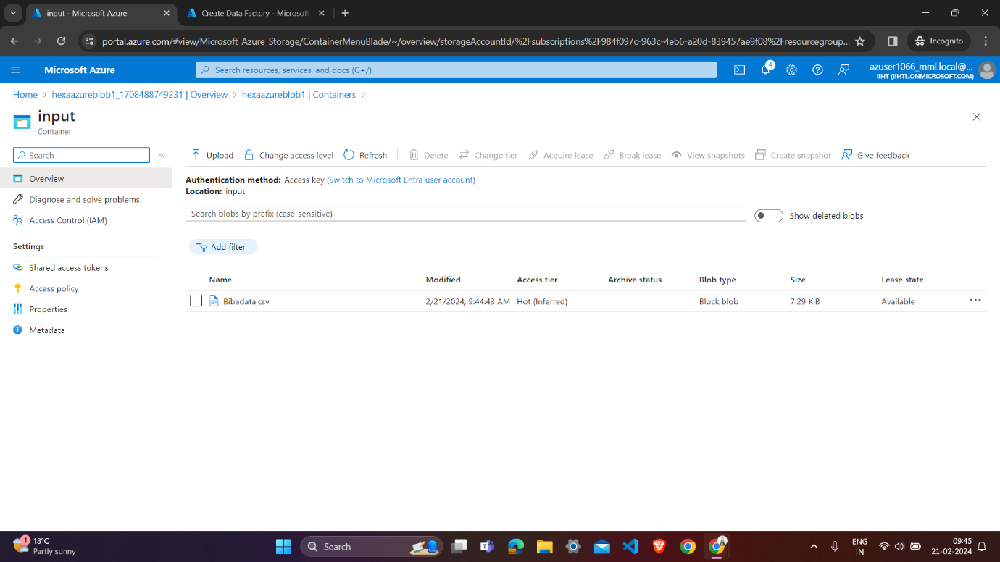 input - Microsoft Azure
Create Data Factory - Microsoft
portal.azure.com/#view/Microsoft_Azure_Storage/ContainerMenuBlade/~/overview/storageAccountId/%2Fsubscriptions%2F984f097c-963c-4eb6-a20d-839457ae9f08%2Fresourcegroup...
Incognito
Microsoft Azure
Search resources, services, and docs (G+/)
4
azuser1066_mml.local@...
IIHT (IIHTL.ONMICROSOFT.COM)
Home > hexaazureblob1_1708488749231 | Overview > hexaazureblob1 | Containers >
input
...
Container
Search
«
Upload
Change access level
Refresh
Delete
Change tier
Acquire lease
Break lease
View snapshots
Create snapshot
Give feedback
Overview
Diagnose and solve problems
Access Control (IAM)
Settings
Shared access tokens
Access policy
Properties
Metadata
Authentication method: Access key (Switch to Microsoft Entra user account)
Location: input
Search blobs by prefix (case-sensitive)
Show deleted blobs
Add filter
Name Modified Access tier Archive status Blob type Size Lease state
Bibadata.csv 2/21/2024, 9:44:43 AM Hot (Inferred) Block blob 7.29 KiB Available ...
1
18°C
Partly sunny
Search
ENG
IN
09:45
21-02-2024